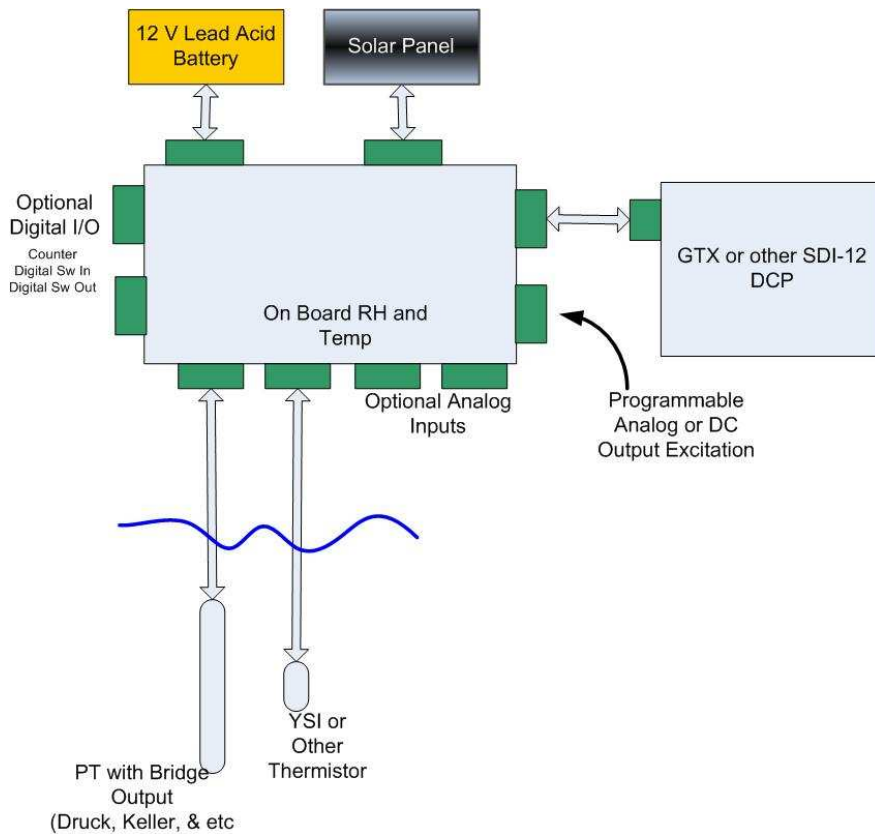 12 V Lead Acid
Battery
Solar Panel
Optional
Digital I/O
Counter
Digital Sw In
Digital Sw Out
On Board RH and
Temp
GTX or other SDI-12
DCP
Optional Analog
Inputs
Programmable
Analog or DC
Output Excitation
YSI or
Other
Thermistor
PT with Bridge
Output
(Druck, Keller, & etc